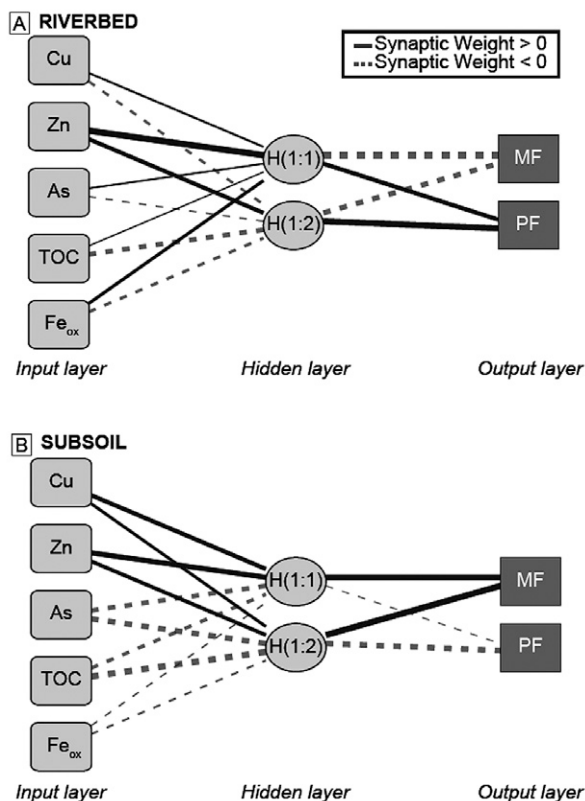 A RIVERBED
Synaptic Weight > 0
Synaptic Weight < 0
Cu
Zn
As
TOC
Feox
H(1:1)
H(1:2)
MF
PF
Input layer Hidden layer Output layer
B SUBSOIL
Cu
Zn
As
TOC
Feox
H(1:1)
H(1:2)
MF
PF
Input layer Hidden layer Output layer